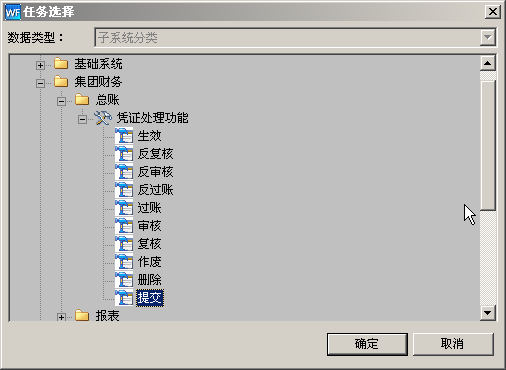 WF 任务选择
数据类型： 子系统分类
基础系统
集团财务
总账
凭证处理功能
生效
反复核
反审核
反过账
过账
审核
复核
作废
删除
提交
报表
确定 取消